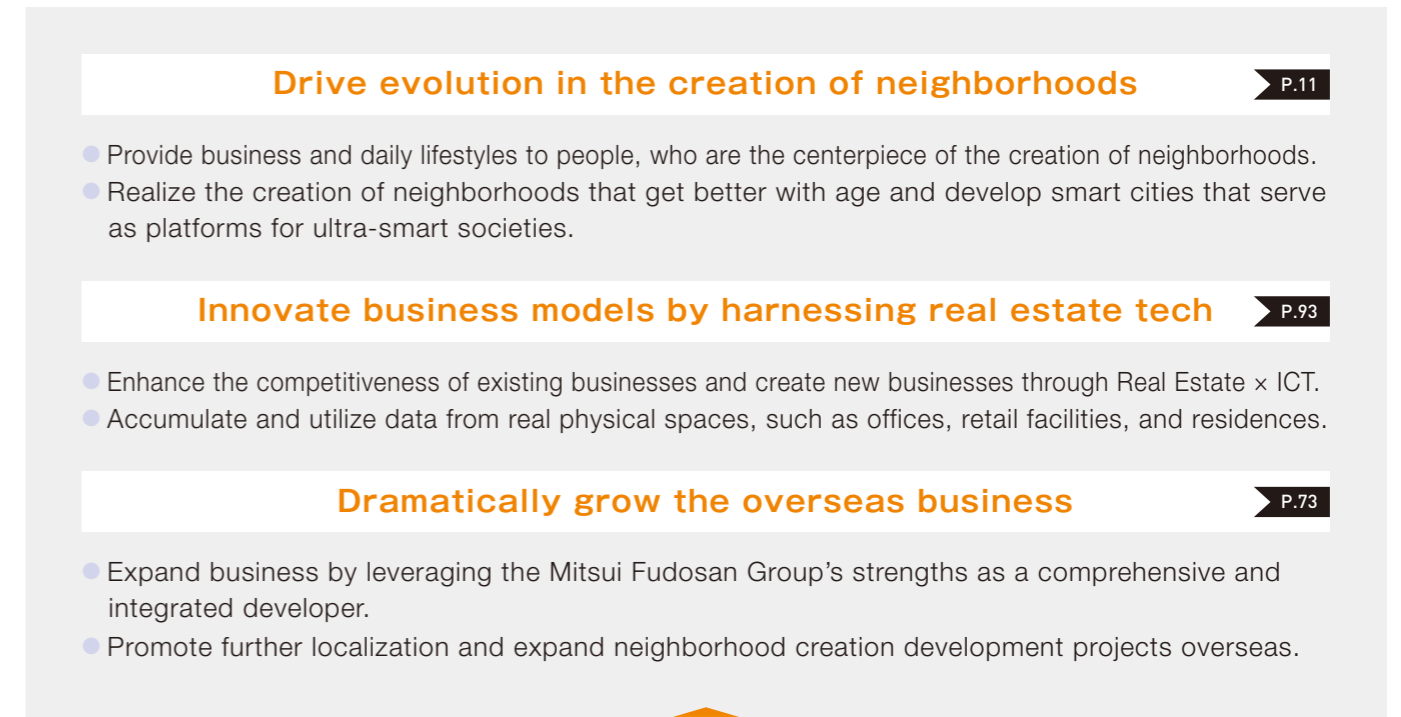 Drive evolution in the creation of neighborhoods P.11
● Provide business and daily lifestyles to people, who are the centerpiece of the creation of neighborhoods.
● Realize the creation of neighborhoods that get better with age and develop smart cities that serve
as platforms for ultra-smart societies.
Innovate business models by harnessing real estate tech P.93
● Enhance the competitiveness of existing businesses and create new businesses through Real Estate × ICT.
● Accumulate and utilize data from real physical spaces, such as offices, retail facilities, and residences.
Dramatically grow the overseas business P.73
● Expand business by leveraging the Mitsui Fudosan Group’s strengths as a comprehensive and
integrated developer.
● Promote further localization and expand neighborhood creation development projects overseas.